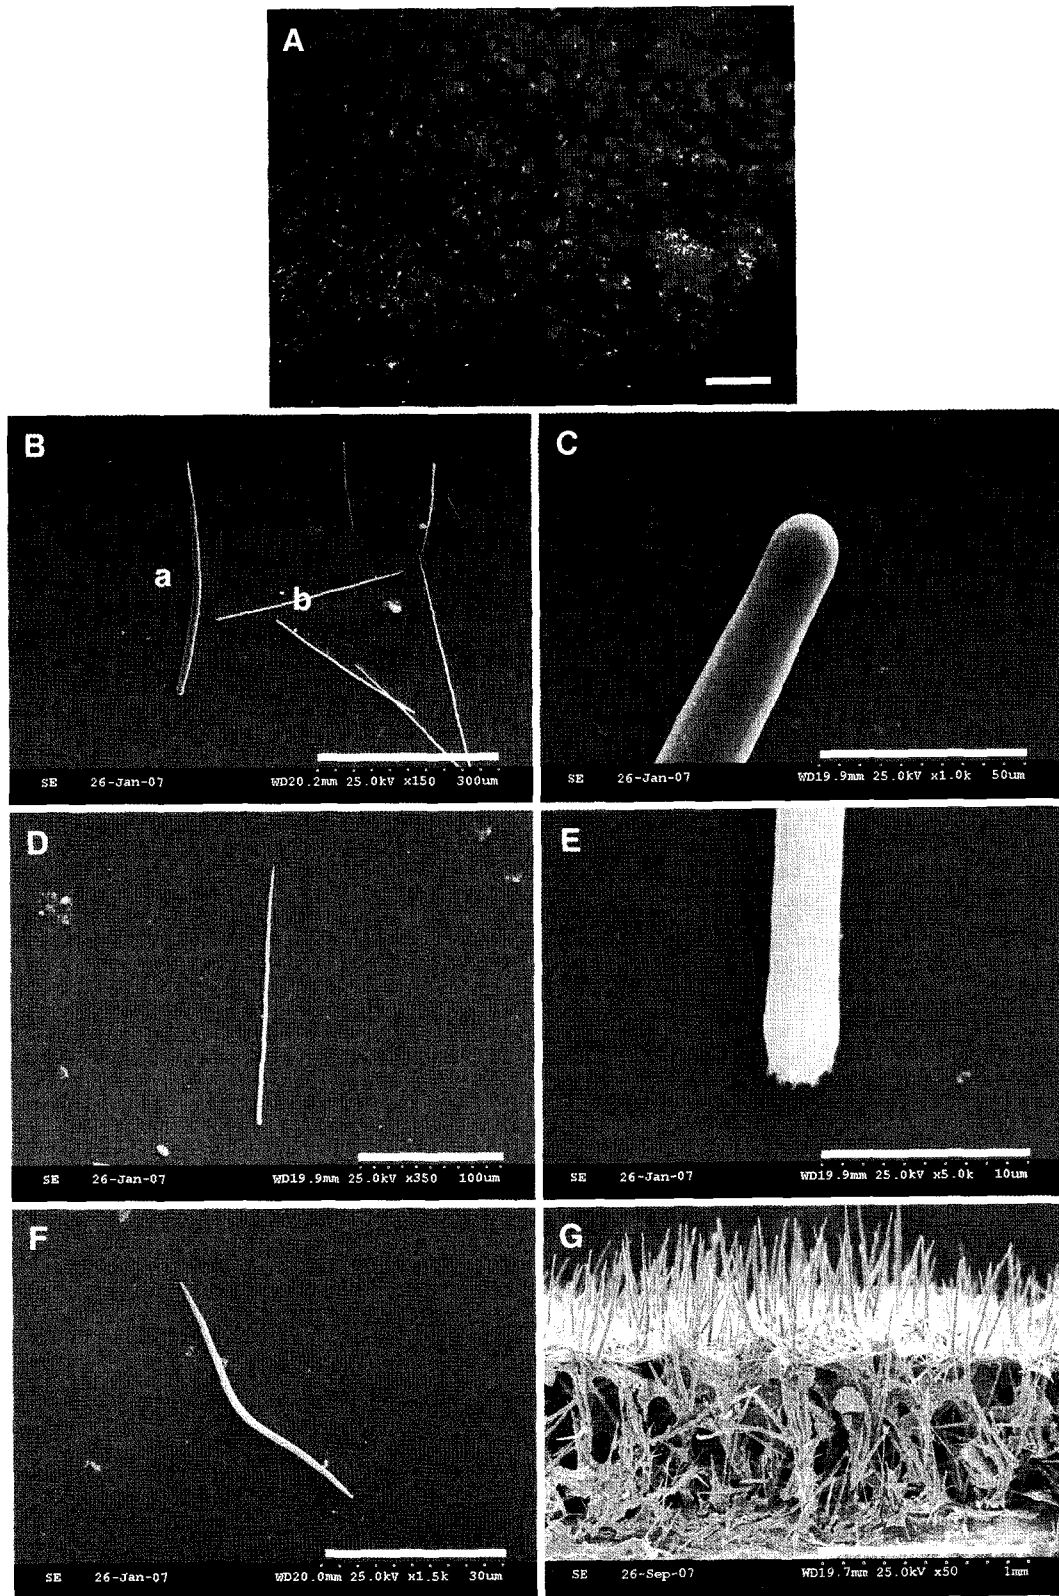 A
B
a
b
SE 26-Jan-07 WD20.2mm 25.0kV x150 300um
C
SE 26-Jan-07 WD19.9mm 25.0kV x1.0k 50um
D
SE 26-Jan-07 WD19.9mm 25.0kV x350 100um
E
SE 26-Jan-07 WD19.9mm 25.0kV x5.0k 10um
F
SE 26-Jan-07 WD20.0mm 25.0kV x1.5k 30um
G
SE 26-Sep-07 WD19.7mm 25.0kV x50 1mm